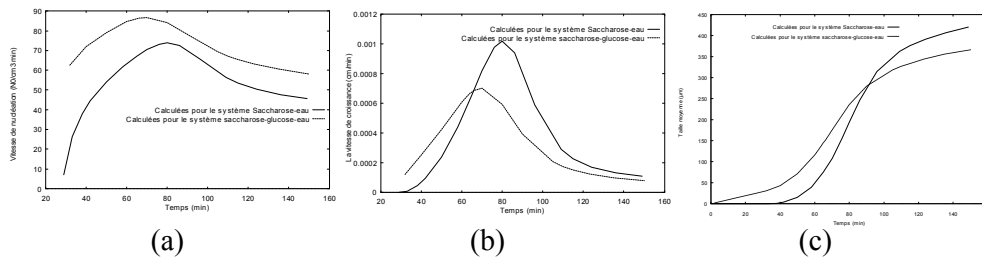 90
80
70
60
50
40
30
20
10
0
20 40 60 80 100 120 140 160
Temps (min)
Vitesse de nucléation (N0/cm3min)
Calculées pour le système Saccharose-eau
Calculées pour le système saccharose-glucose-eau
(a)
0.0012
0.001
0.0008
0.0006
0.0004
0.0002
0
20 40 60 80 100 120 140 160
Temps (min)
La vitesse de croissance (cm/min)
Calculées pour le système Saccharose-eau
Calculées pour le système saccharose-glucose-eau
(b)
450
400
350
300
250
200
150
100
50
0
0 20 40 60 80 100 120 140
Temps (min)
Taille moyenne (µm)
Calculées pour le système Saccharose-eau
Calculées pour le système saccharose-glucose-eau
(c)